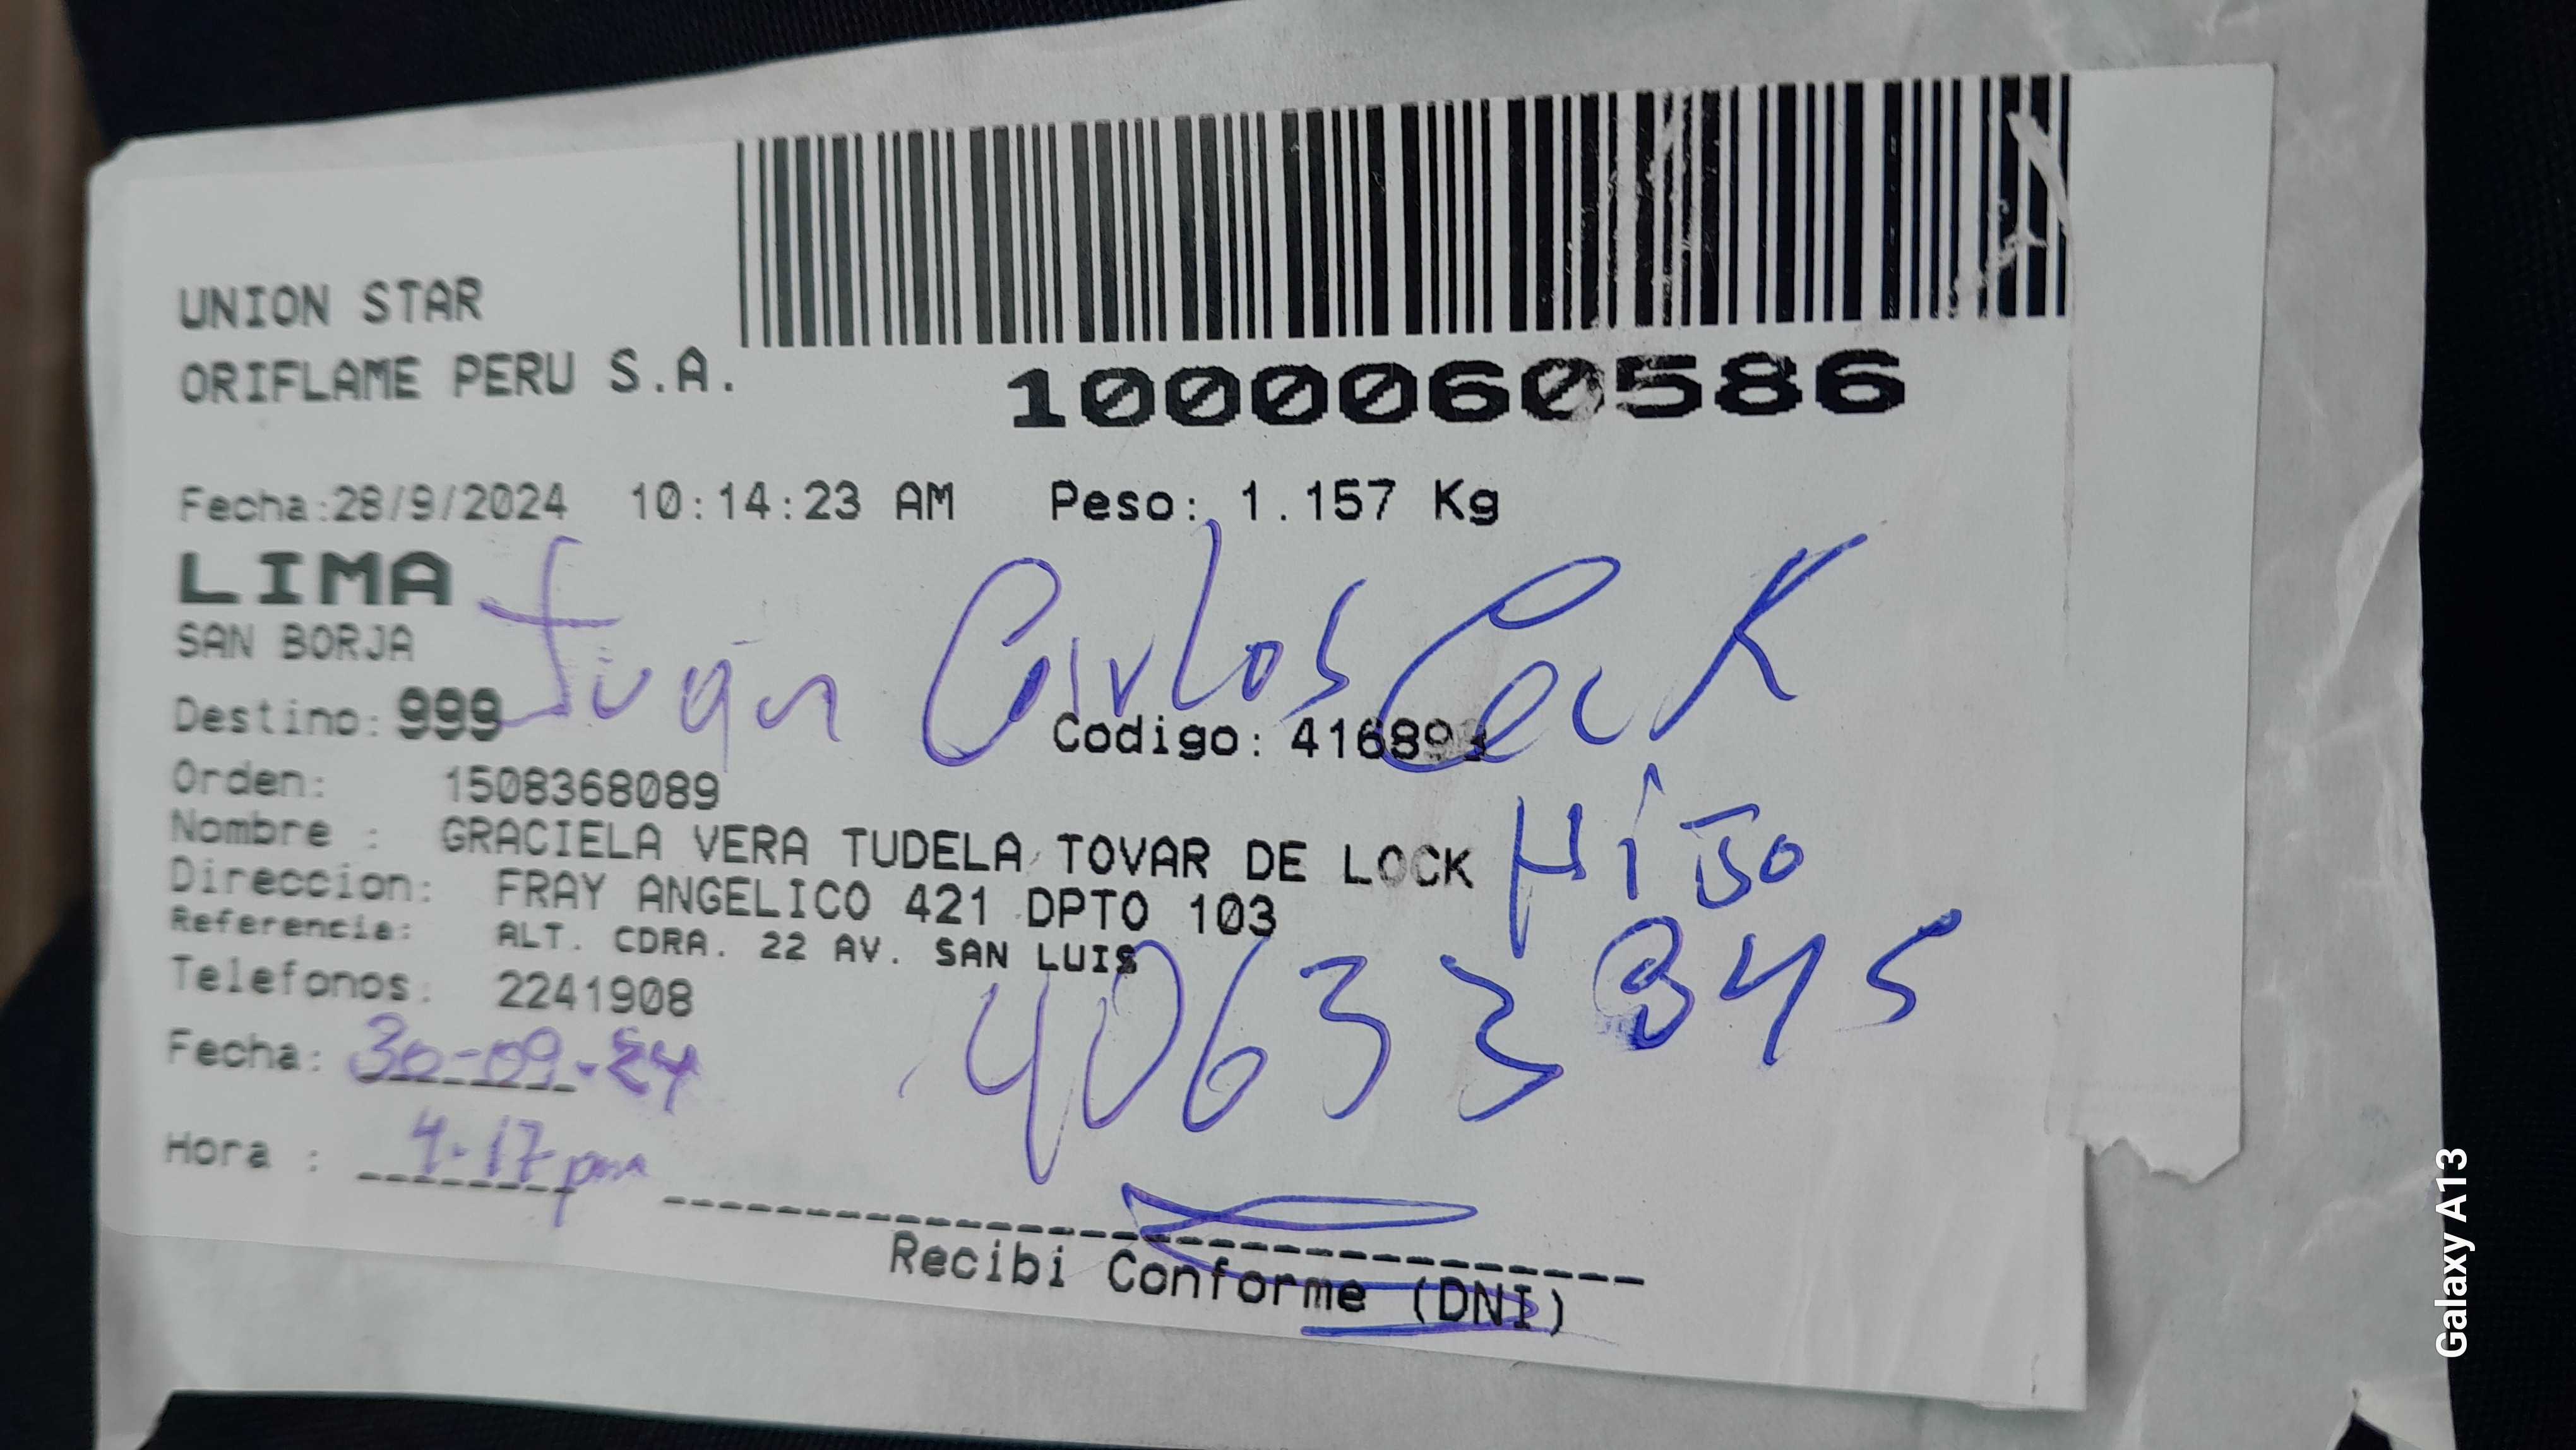 UNION STAR
ORIFLAME PERU S.A.
1000060586
Fecha:28/9/2024 10:14:23 AM Peso: 1.157 Kg
LIMA
SAN BORJA
Juan Carlos
Destino: 999
Codigo:
Orden: 1508368089
Nombre : GRACIELA VERA TUDELA TOVAR DE LOCK
HiJo
Direccion: FRAY ANGELICO 421 DPTO 103
Referencia: ALT. CDRA. 22 AV. SAN LUIS
Telefonos: 2241908
40633845
Fecha: 30-09-24
Hora : 4.17 pm
Recibi Conforme (DNI)
Galaxy A13